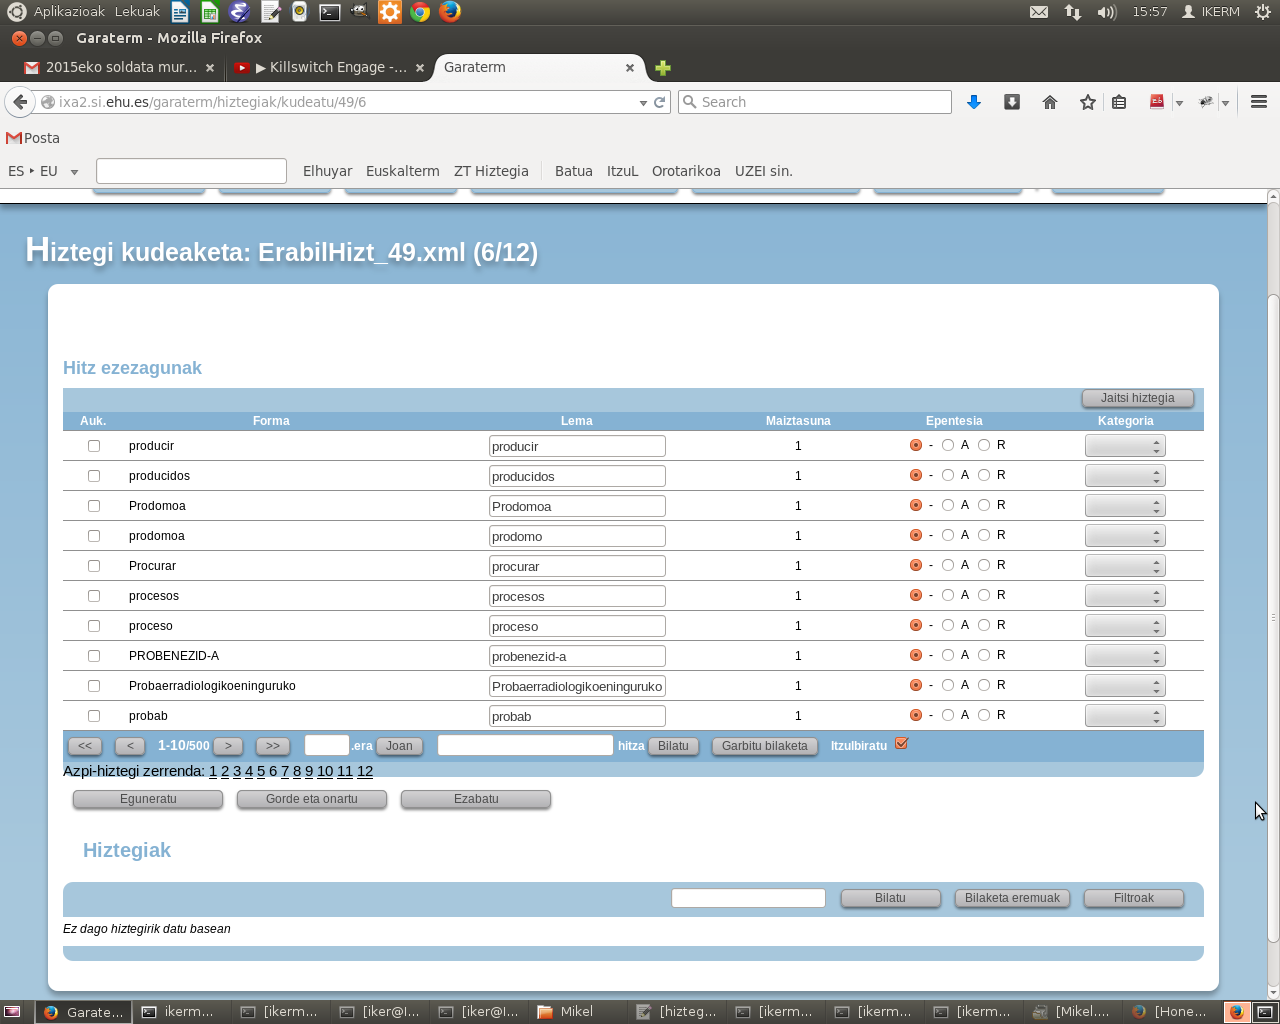 Aplikazioak Lekuak 15:57 IKERM
Garaterm - Mozilla Firefox
2015eko soldata mur... ▶ Killswitch Engage -... Garaterm
ixa2.si.ehu.es/garaterm/hiztegiak/kudeatu/49/6 Search
Posta
ES ▸ EU Elhuyar Euskalterm ZT Hiztegia Batua ItzuL Orotarikoa UZEI sin.
Hiztegi kudeaketa: ErabilHizt_49.xml (6/12)
Hitz ezezagunak
Jaitsi hiztegia
Auk. Forma Lema Maiztasuna Epentesia Kategoria
producir producir 1 - A R
producidos producidos 1 - A R
Prodomoa Prodomoa 1 - A R
prodomoa prodomo 1 - A R
Procurar procurar 1 - A R
procesos procesos 1 - A R
proceso proceso 1 - A R
PROBENEZID-A probenezid-a 1 - A R
Probaerradiologikoeninguruko Probaerradiologikoeninguruko 1 - A R
probab probab 1 - A R
<< < 1-10/500 > >> .era Joan hitza Bilatu Garbitu bilaketa Itzulbiratu
Azpi-hiztegi zerrenda: 1 2 3 4 5 6 7 8 9 10 11 12
Eguneratu Gorde eta onartu Ezabatu
Hiztegiak
Bilatu Bilaketa eremuak Filtroak
Ez dago hiztegirik datu basean
Garate... ikerm... [ikerm... [iker@I... [iker@I... Mikel [hizteg... [ikerm... [ikerm... [ikerm... [Mikel.... [Hone...